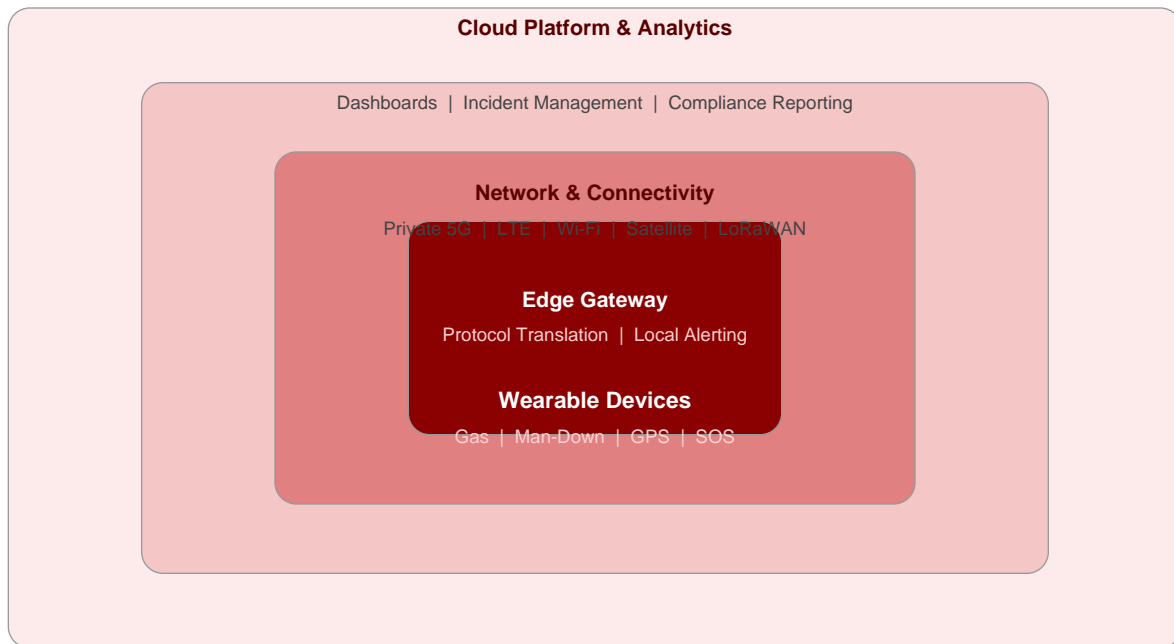 Cloud Platform & Analytics
Dashboards | Incident Management | Compliance Reporting
Network & Connectivity
Private 5G | LTE | Wi-Fi | Satellite | LoRaWAN
Edge Gateway
Protocol Translation | Local Alerting
Wearable Devices
Gas | Man-Down | GPS | SOS